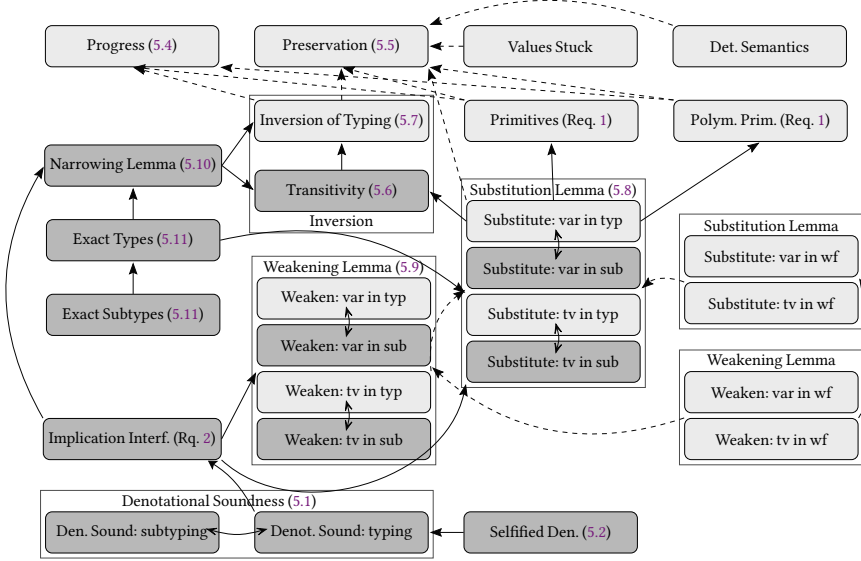 Progress (5.4)
Preservation (5.5)
Values Stuck
Det. Semantics
Inversion of Typing (5.7)
Primitives (Req. 1)
Polym. Prim. (Req. 1)
Narrowing Lemma (5.10)
Transitivity (5.6)
Inversion
Substitution Lemma (5.8)
Substitute: var in typ
Substitute: var in sub
Substitute: tv in typ
Substitute: tv in sub
Exact Types (5.11)
Exact Subtypes (5.11)
Weakening Lemma (5.9)
Weaken: var in typ
Weaken: var in sub
Weaken: tv in typ
Weaken: tv in sub
Substitution Lemma
Substitute: var in wf
Substitute: tv in wf
Weakening Lemma
Weaken: var in wf
Weaken: tv in wf
Implication Interf. (Rq. 2)
Denotational Soundness (5.1)
Den. Sound: subtyping
Denot. Sound: typing
Selfified Den. (5.2)